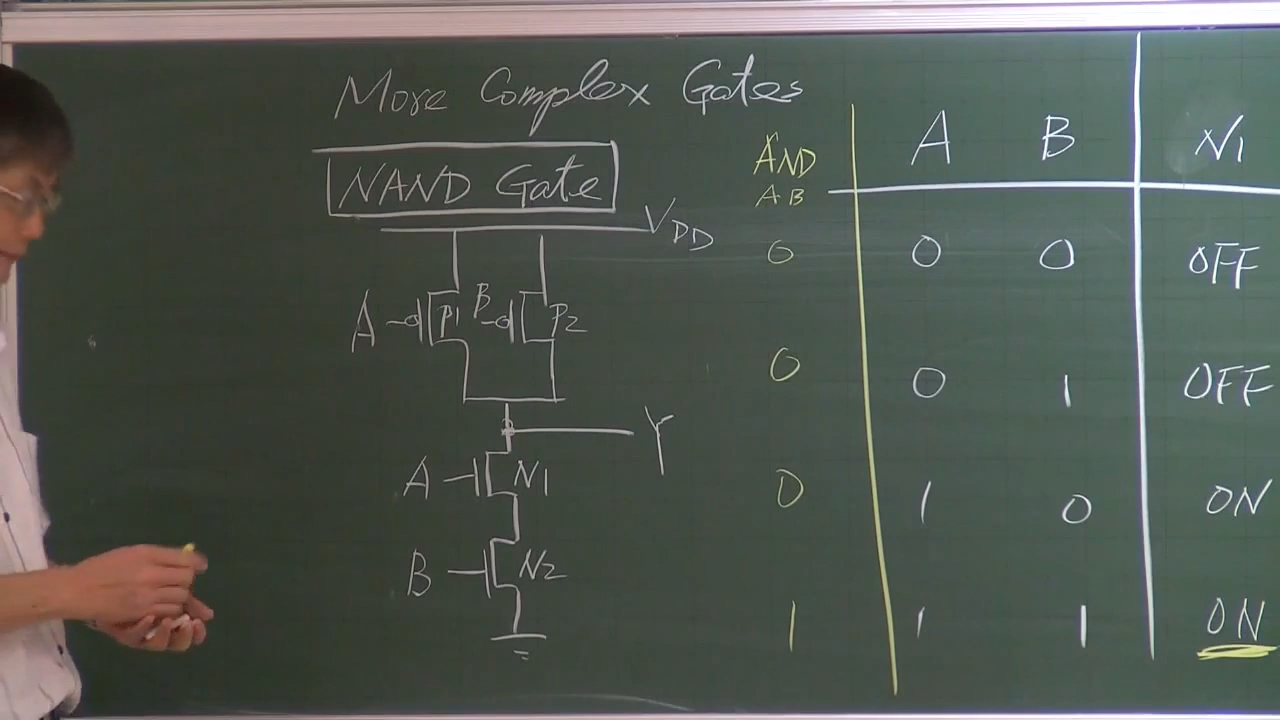 More Complex Gates
NAND Gate
VDD
A P1 B P2
Y
A N1
B N2
AND A B N1
AB
0 0 0 OFF
0 0 1 OFF
0 1 0 ON
1 1 1 ON